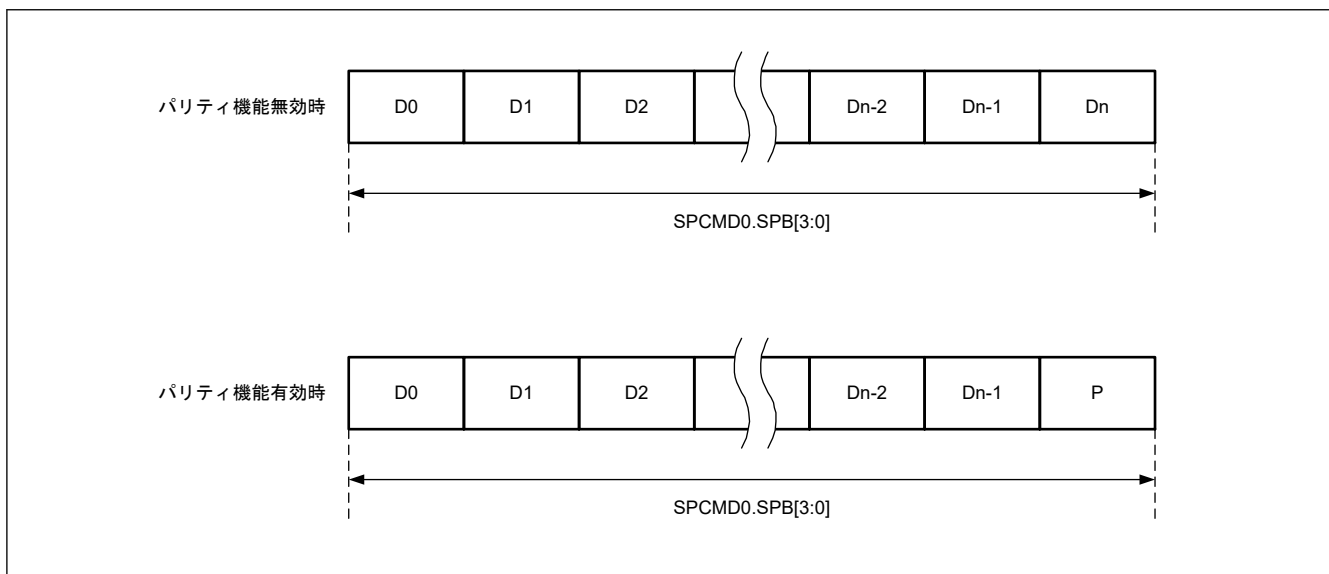 パリティ機能無効時 D0 D1 D2 Dn-2 Dn-1 Dn
SPCMD0.SPB[3:0]
パリティ機能有効時 D0 D1 D2 Dn-2 Dn-1 P
SPCMD0.SPB[3:0]